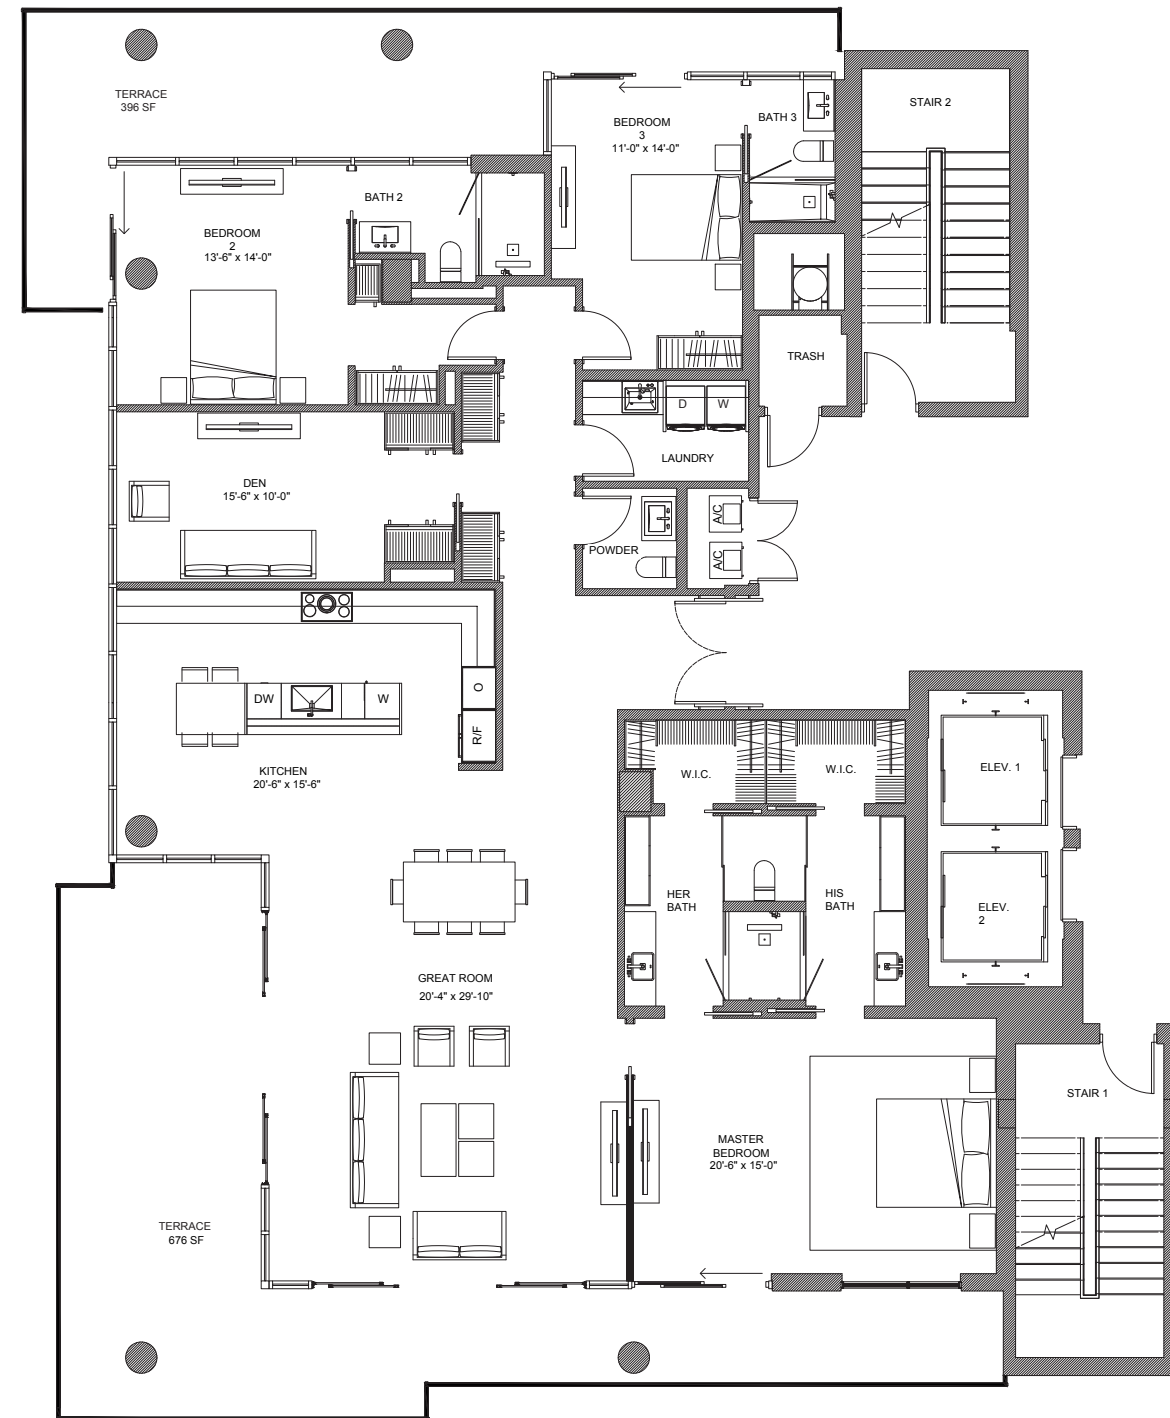 TERRACE
396 SF
STAIR 2
BEDROOM
3
11'-0" x 14'-0"
BATH 3
BATH 2
BEDROOM
2
13'-6" x 14'-0"
TRASH
D
W
LAUNDRY
DEN
15'-6" x 10'-0"
A/C
A/C
POWDER
DW
W
O
R/F
KITCHEN
20'-6" x 15'-6"
W.I.C.
W.I.C.
ELEV. 1
HER
BATH
HIS
BATH
ELEV.
2
GREAT ROOM
20'-4" x 29'-10"
STAIR 1
MASTER
BEDROOM
20'-6" x 15'-0"
TERRACE
676 SF